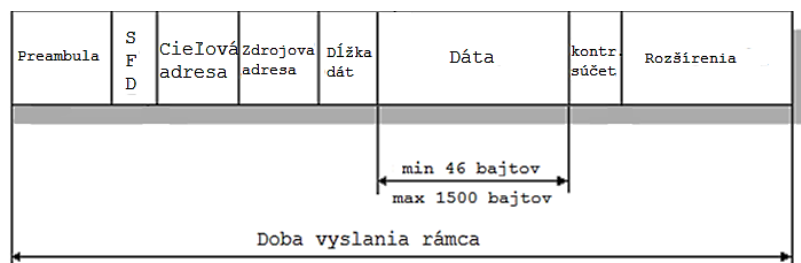 Preambula
S
F
D
Cieľová
adresa
Zdrojova
adresa
Dĺžka
dát
Dáta
kontr.
súčet
Rozšírenia
min 46 bajtov
max 1500 bajtov
Doba vyslania rámca